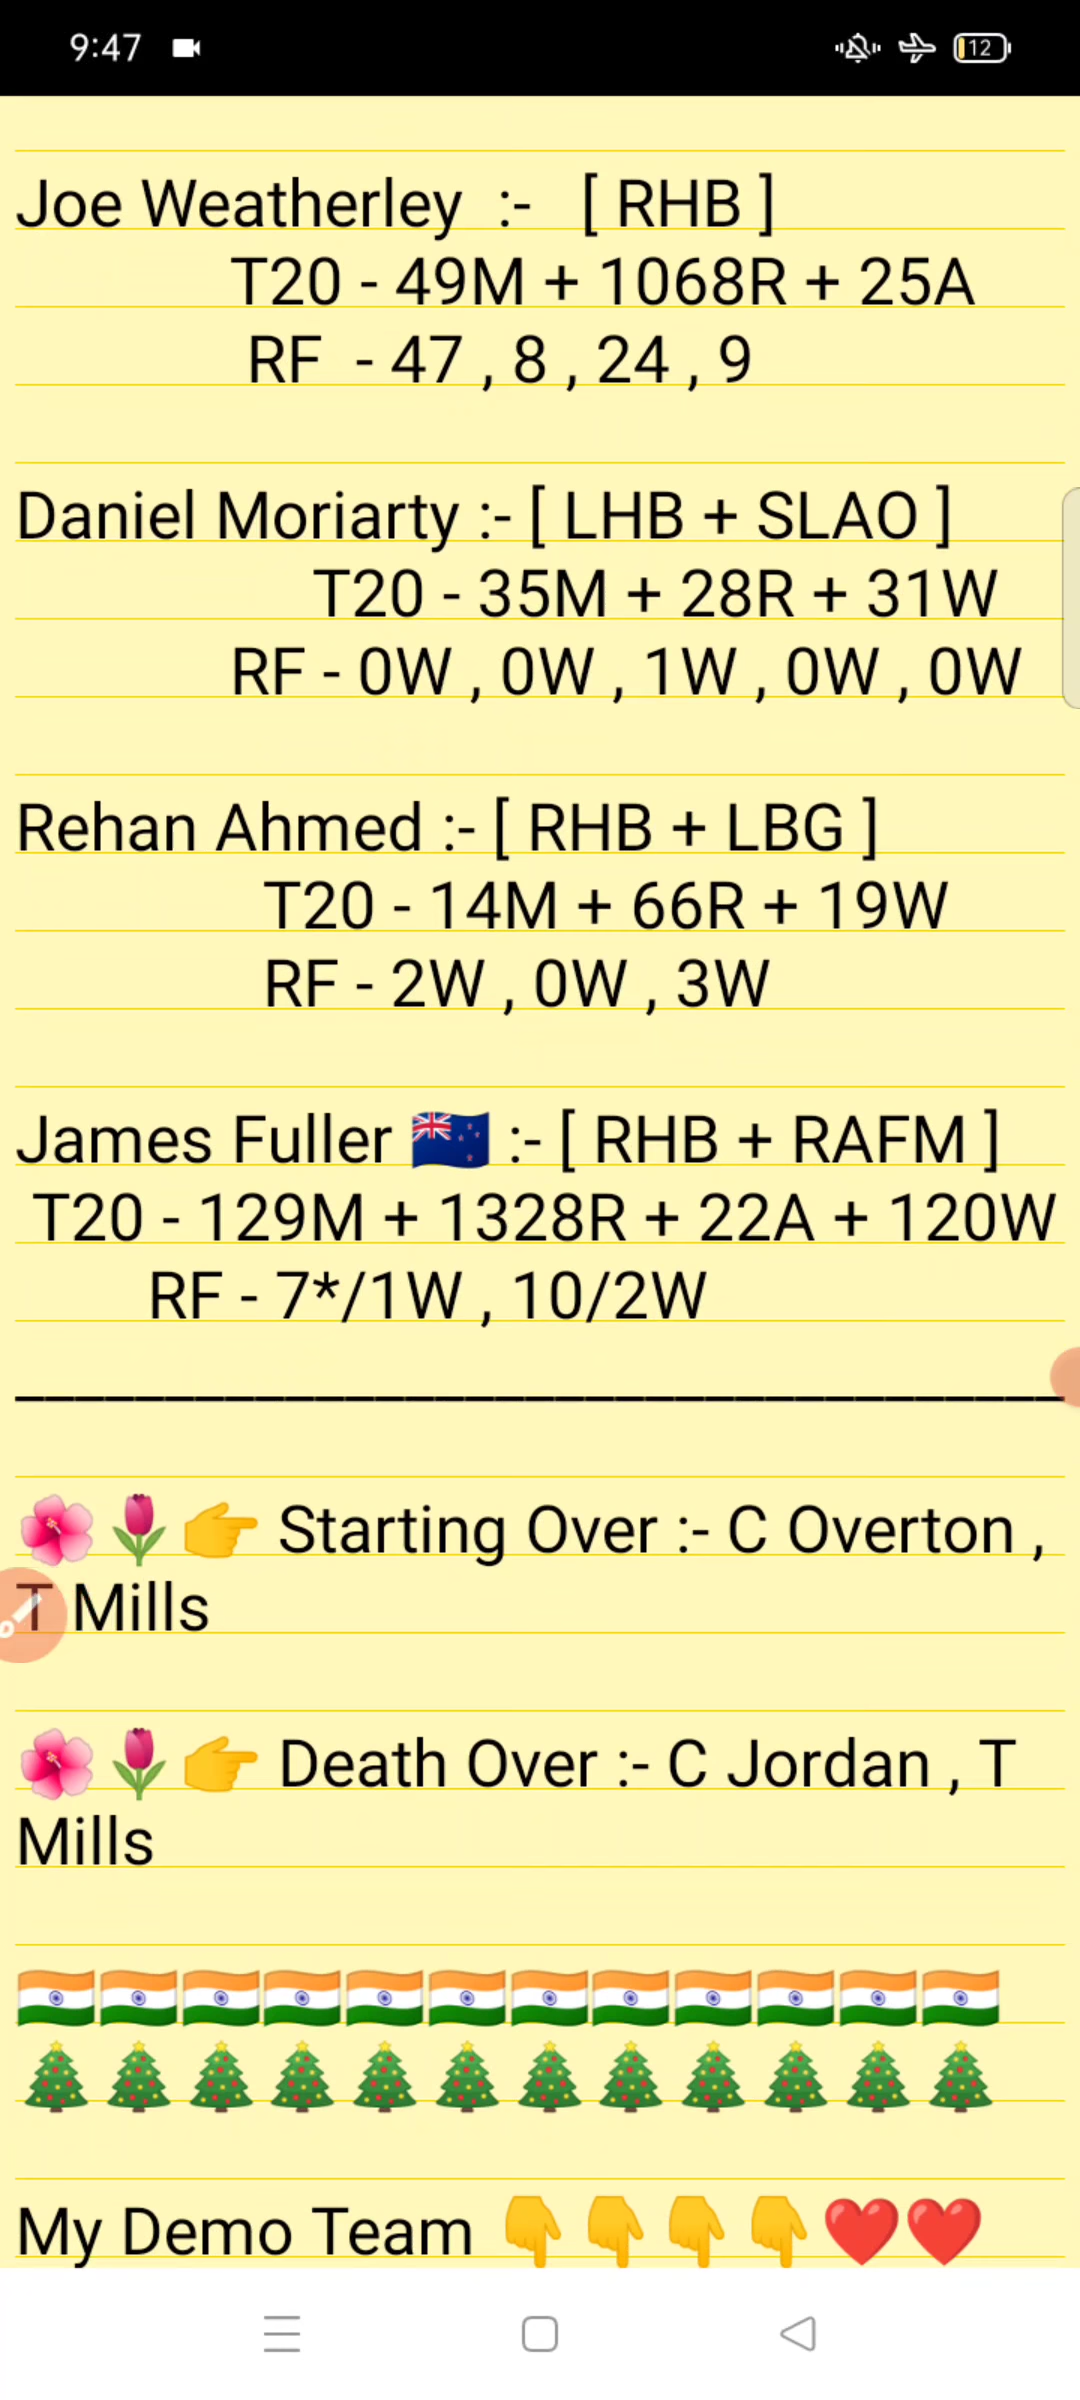 9:47
12
Joe Weatherley :- [ RHB ]
T20 - 49M + 1068R + 25A
RF - 47 , 8 , 24 , 9
Daniel Moriarty :- [ LHB + SLAO ]
T20 - 35M + 28R + 31W
RF - 0W , 0W , 1W , 0W , 0W
Rehan Ahmed :- [ RHB + LBG ]
T20 - 14M + 66R + 19W
RF - 2W , 0W , 3W
James Fuller 🇳🇿 :- [ RHB + RAFM ]
T20 - 129M + 1328R + 22A + 120W
RF - 7*/1W , 10/2W
🌺🌷👉 Starting Over :- C Overton ,
T Mills
🌺🌷👉 Death Over :- C Jordan , T
Mills
🇮🇳🇮🇳🇮🇳🇮🇳🇮🇳🇮🇳🇮🇳🇮🇳🇮🇳🇮🇳🇮🇳🇮🇳
🎄🎄🎄🎄🎄🎄🎄🎄🎄🎄🎄🎄
My Demo Team 👇👇👇👇❤️❤️